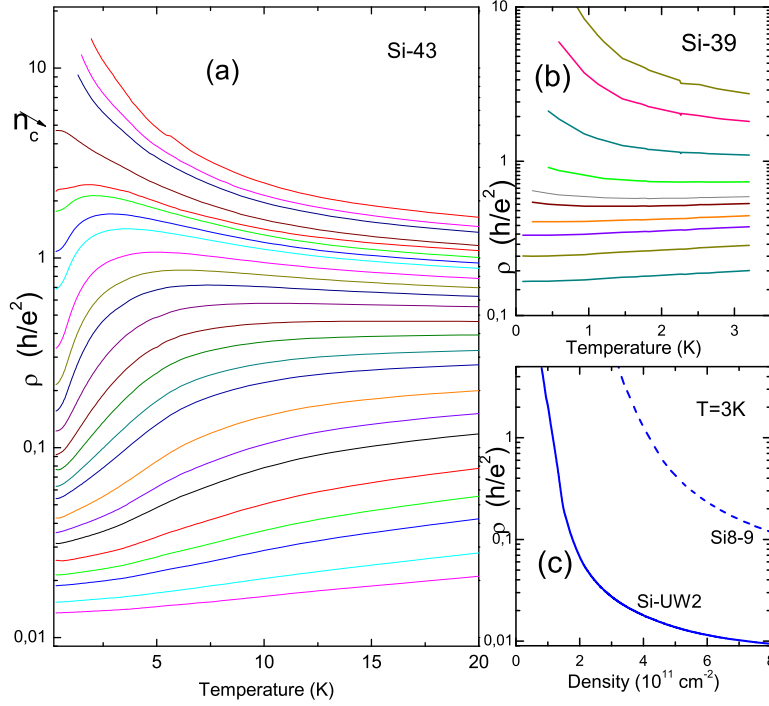 (a)
Si-43
10
n_c
1
ρ (h/e²)
0,1
0,01
5
10
15
20
Temperature (K)
10
(b)
Si-39
1
ρ (h/e²)
0,1
0
1
2
3
Temperature (K)
T=3K
1
ρ (h/e²)
0,1
Si8-9
(c)
Si-UW2
0,01
0
2
4
6
8
Density (10¹¹ cm⁻²)